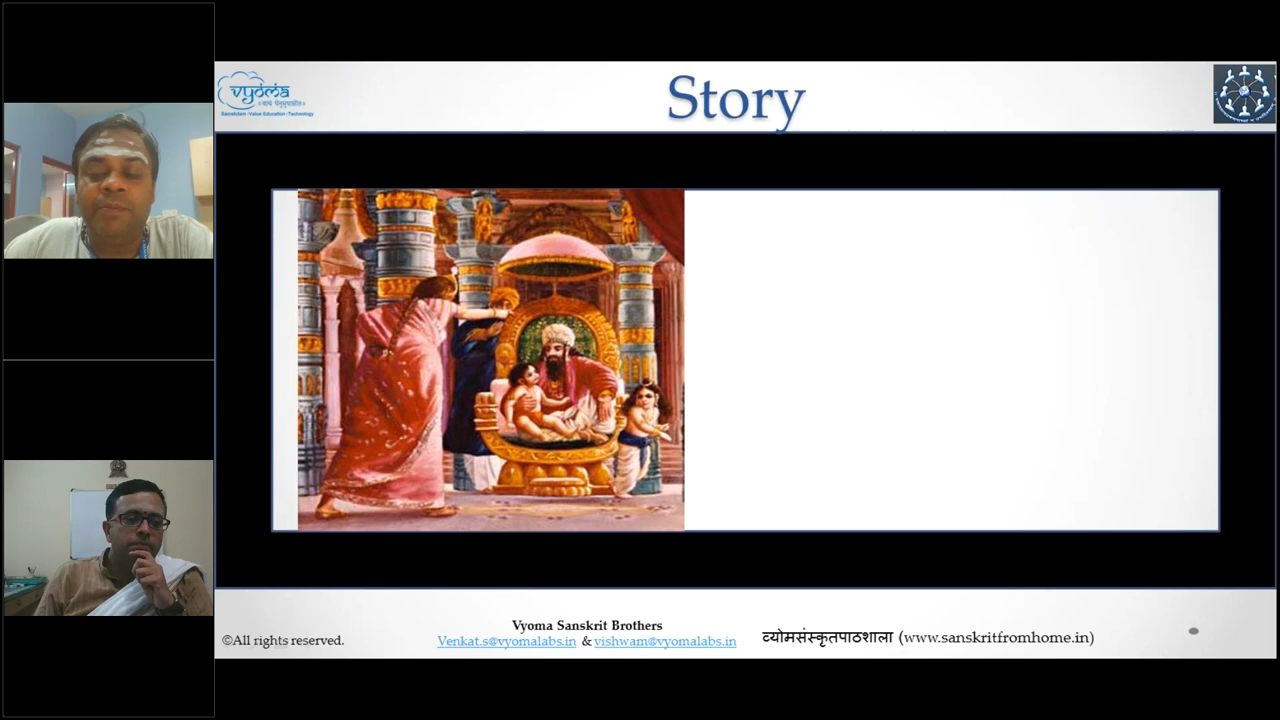 vyoma
Samskrtam - Value Education - Technology
Story
Vyoma Sanskrit Brothers
©All rights reserved.
Venkat.s@vyomalabs.in & vishwam@vyomalabs.in
व्योमसंस्कृतपाठशाला (www.sanskritfromhome.in)